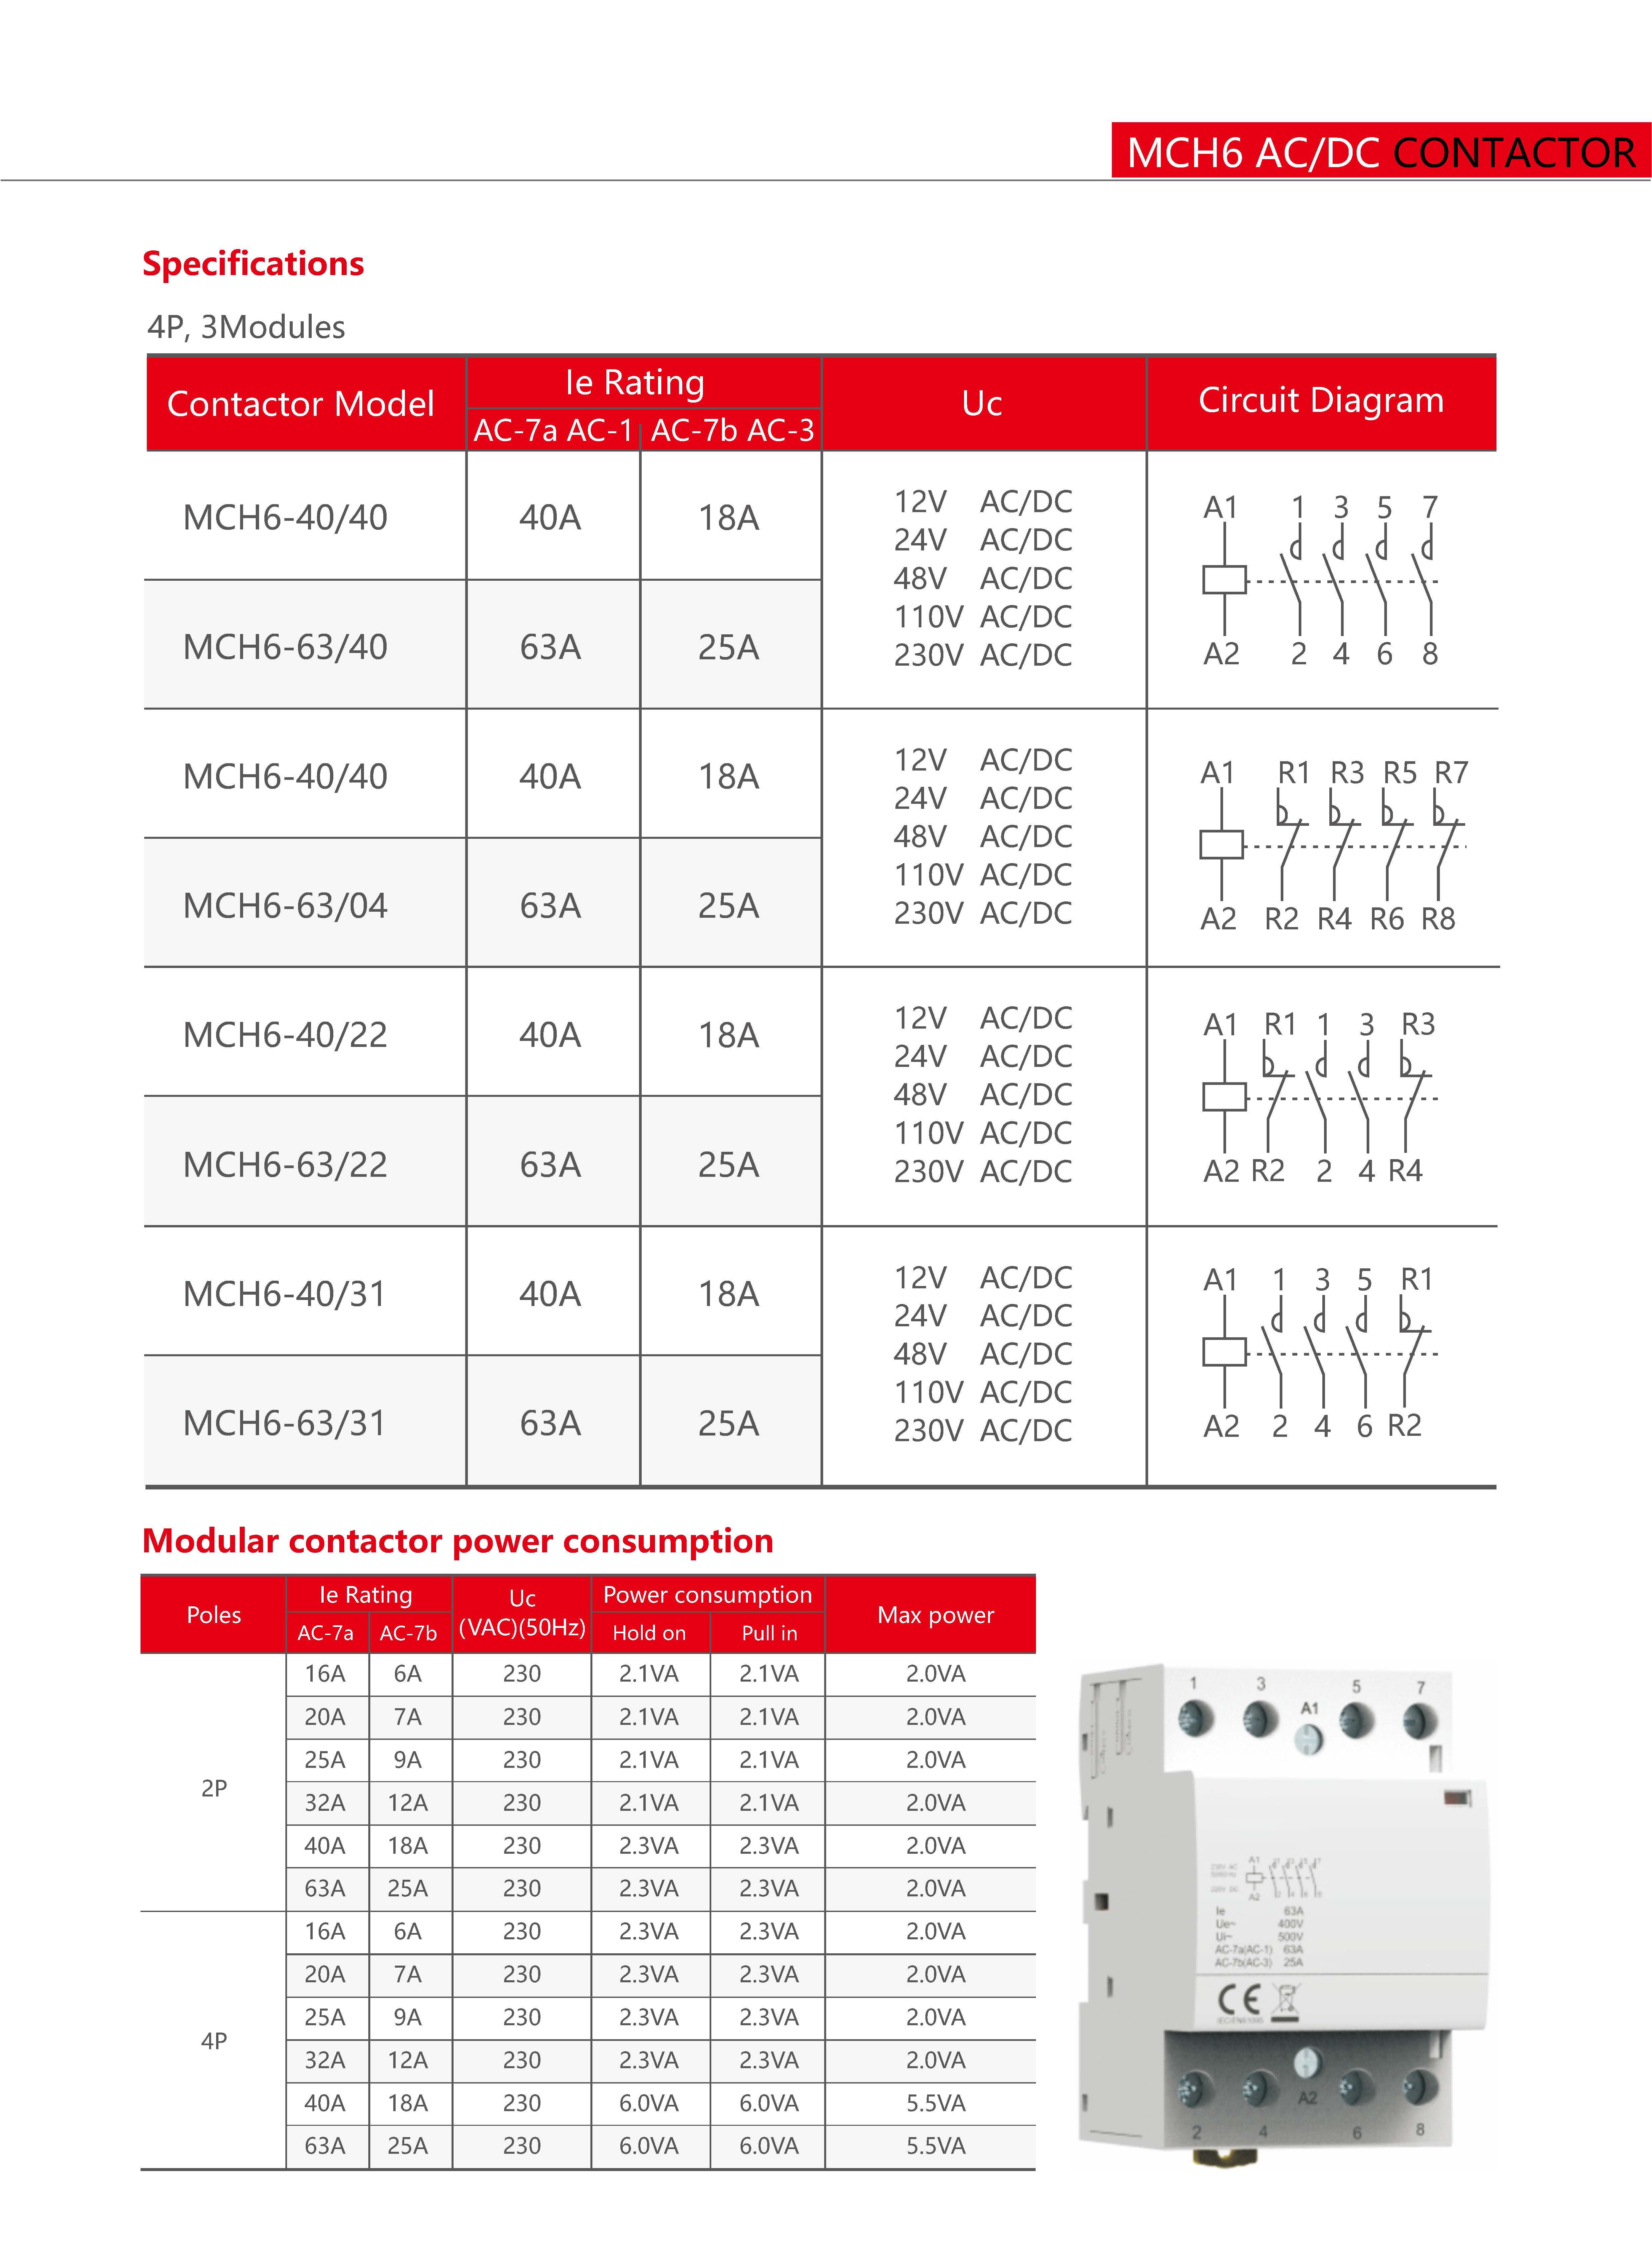 MCH6 AC/DC CONTACTOR
Specifications
4P, 3Modules
Contactor Model Ie Rating Uc Circuit Diagram
AC-7a AC-1 AC-7b AC-3
MCH6-40/40 40A 18A
MCH6-63/40 63A 25A
12V AC/DC
24V AC/DC
48V AC/DC
110V AC/DC
230V AC/DC
A1 1 3 5 7
A2 2 4 6 8
MCH6-40/40 40A 18A
MCH6-63/04 63A 25A
12V AC/DC
24V AC/DC
48V AC/DC
110V AC/DC
230V AC/DC
A1 R1 R3 R5 R7
A2 R2 R4 R6 R8
MCH6-40/22 40A 18A
MCH6-63/22 63A 25A
12V AC/DC
24V AC/DC
48V AC/DC
110V AC/DC
230V AC/DC
A1 R1 1 3 R3
A2 R2 2 4 R4
MCH6-40/31 40A 18A
MCH6-63/31 63A 25A
12V AC/DC
24V AC/DC
48V AC/DC
110V AC/DC
230V AC/DC
A1 1 3 5 R1
A2 2 4 6 R2
Modular contactor power consumption
Poles Ie Rating Uc (VAC)(50Hz) Power consumption Max power
AC-7a AC-7b Hold on Pull in
2P
16A 6A 230 2.1VA 2.1VA 2.0VA
20A 7A 230 2.1VA 2.1VA 2.0VA
25A 9A 230 2.1VA 2.1VA 2.0VA
32A 12A 230 2.1VA 2.1VA 2.0VA
40A 18A 230 2.3VA 2.3VA 2.0VA
63A 25A 230 2.3VA 2.3VA 2.0VA
4P
16A 6A 230 2.3VA 2.3VA 2.0VA
20A 7A 230 2.3VA 2.3VA 2.0VA
25A 9A 230 2.3VA 2.3VA 2.0VA
32A 12A 230 2.3VA 2.3VA 2.0VA
40A 18A 230 6.0VA 6.0VA 5.5VA
63A 25A 230 6.0VA 6.0VA 5.5VA
1 3 5 7
A1
A1
A2
Ie 63A
Ue~ 400V
Ui~ 500V
AC-7a(AC-1) 63A
AC-7b(AC-3) 25A
CE
A2
2 4 6 8